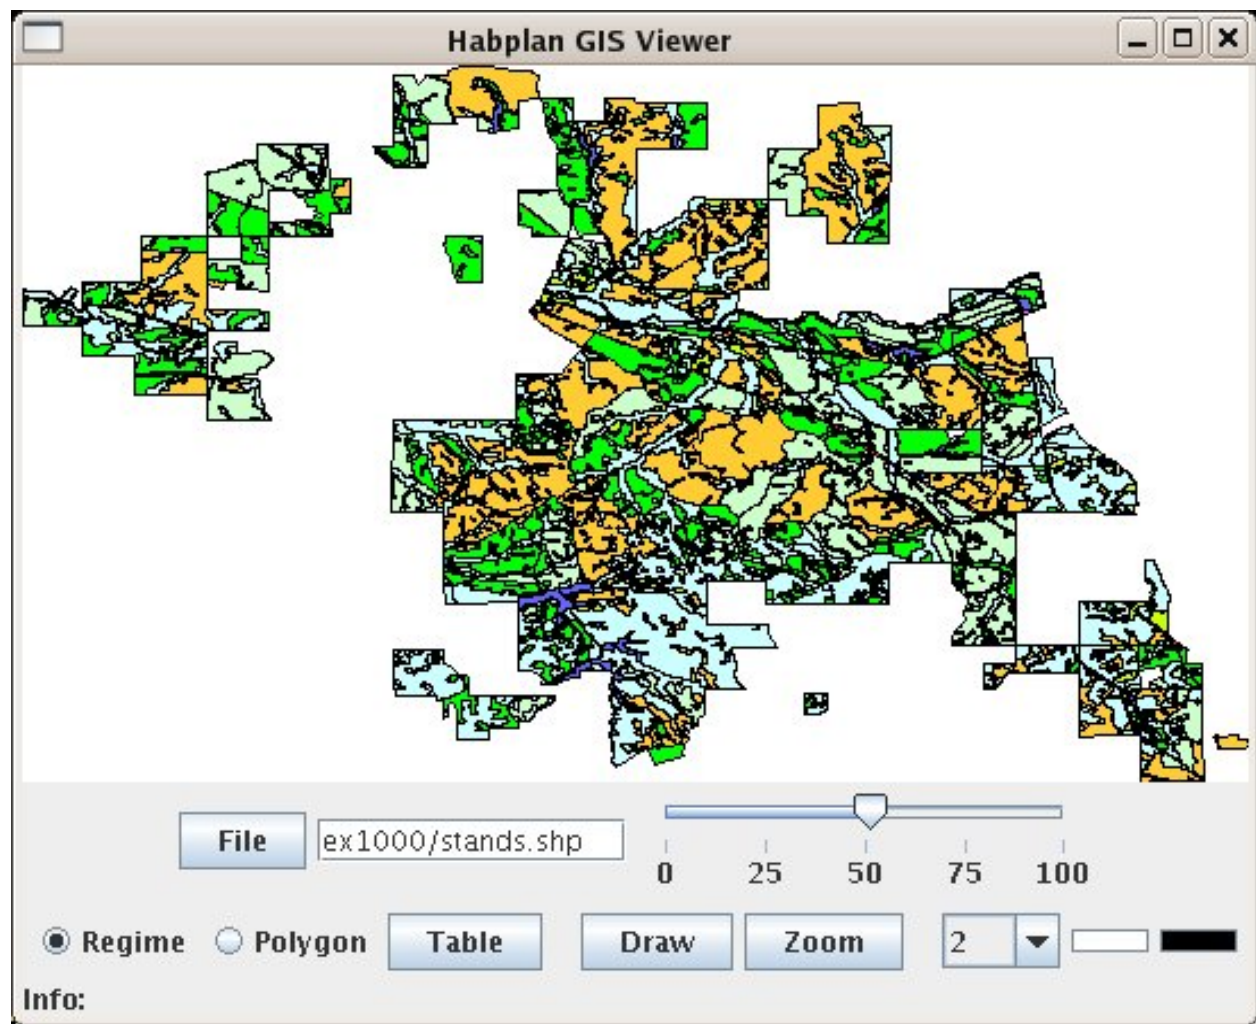 Habplan GIS Viewer
File ex1000/stands.shp
0 25 50 75 100
Regime Polygon Table Draw Zoom 2
Info: